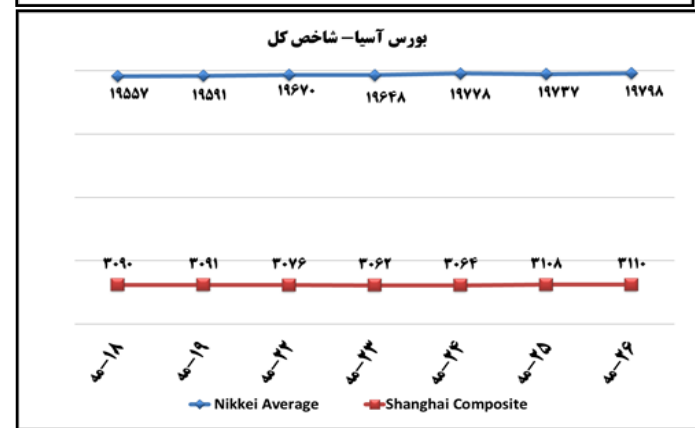 بورس آسیا– شاخص کل
۱۹۵۵۷ ۱۹۵۹۱ ۱۹۶۷۰ ۱۹۶۴۸ ۱۹۷۷۸ ۱۹۷۳۷ ۱۹۷۹۸
۳۰۹۰ ۳۰۹۱ ۳۰۷۶ ۳۰۶۲ ۳۰۶۴ ۳۱۰۸ ۳۱۱۰
۱۸–مه ۱۹–مه ۲۲–مه ۲۳–مه ۲۴–مه ۲۵–مه ۲۶–مه
Nikkei Average Shanghai Composite